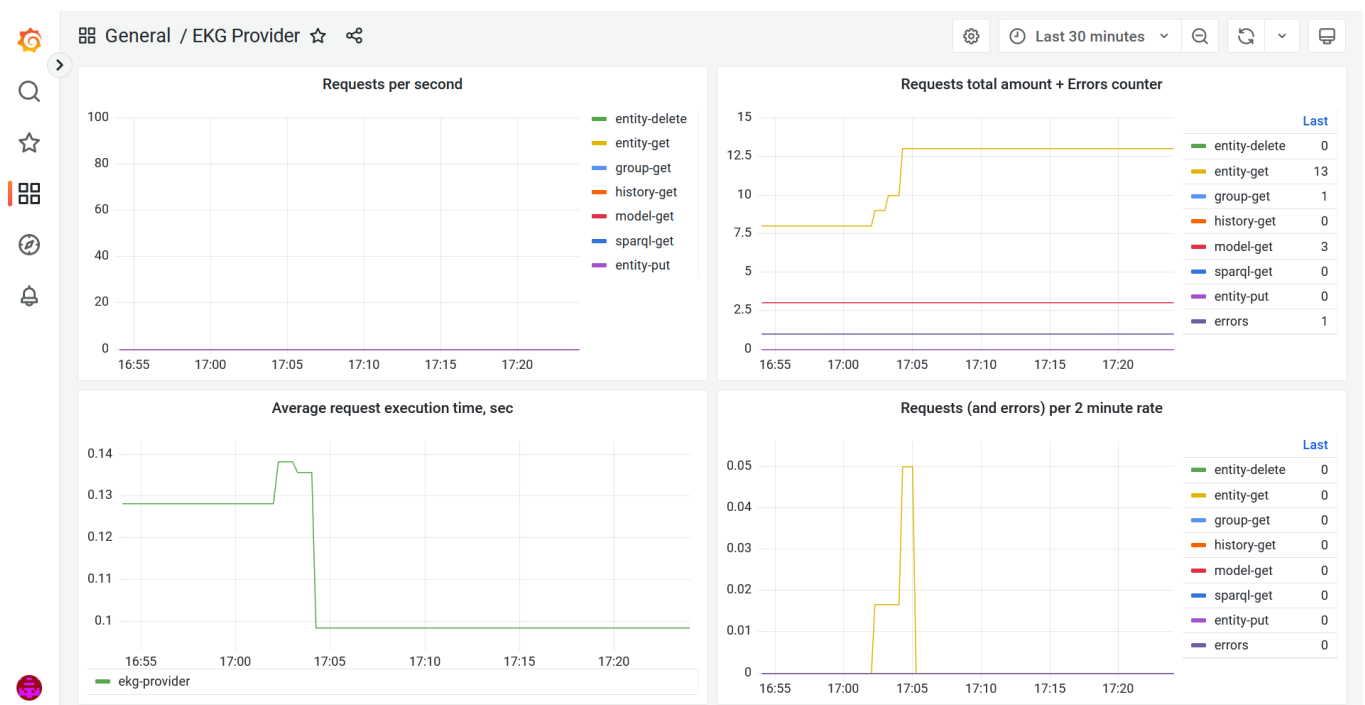 General / EKG Provider
Last 30 minutes
Requests per second
100
80
60
40
20
0
16:55 17:00 17:05 17:10 17:15 17:20
entity-delete
entity-get
group-get
history-get
model-get
sparql-get
entity-put
Requests total amount + Errors counter
15
12.5
10
7.5
5
2.5
0
16:55 17:00 17:05 17:10 17:15 17:20
Last
entity-delete 0
entity-get 13
group-get 1
history-get 0
model-get 3
sparql-get 0
entity-put 0
errors 1
Average request execution time, sec
0.14
0.13
0.12
0.11
0.1
16:55 17:00 17:05 17:10 17:15 17:20
ekg-provider
Requests (and errors) per 2 minute rate
0.05
0.04
0.03
0.02
0.01
0
16:55 17:00 17:05 17:10 17:15 17:20
Last
entity-delete 0
entity-get 0
group-get 0
history-get 0
model-get 0
sparql-get 0
entity-put 0
errors 0